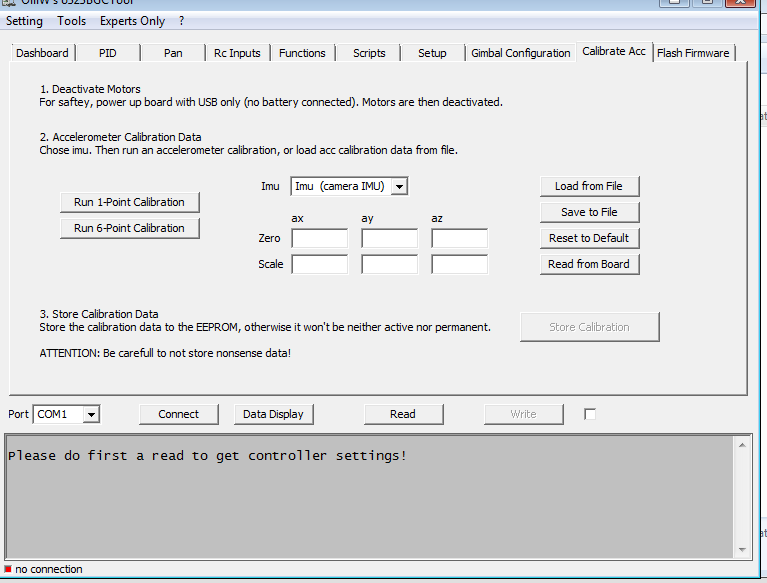 OlliW's o323BGCTool
Setting Tools Experts Only ?
Dashboard PID Pan Rc Inputs Functions Scripts Setup Gimbal Configuration Calibrate Acc Flash Firmware
1. Deactivate Motors
For saftey, power up board with USB only (no battery connected). Motors are then deactivated.
2. Accelerometer Calibration Data
Chose imu. Then run an accelerometer calibration, or load acc calibration data from file.
Imu Imu (camera IMU) Load from File
Run 1-Point Calibration
Save to File
ax ay az
Run 6-Point Calibration
Zero Reset to Default
Scale Read from Board
3. Store Calibration Data
Store the calibration data to the EEPROM, otherwise it won't be neither active nor permanent.
Store Calibration
ATTENTION: Be carefull to not store nonsense data!
Port COM1 Connect Data Display Read Write
Please do first a read to get controller settings!
no connection